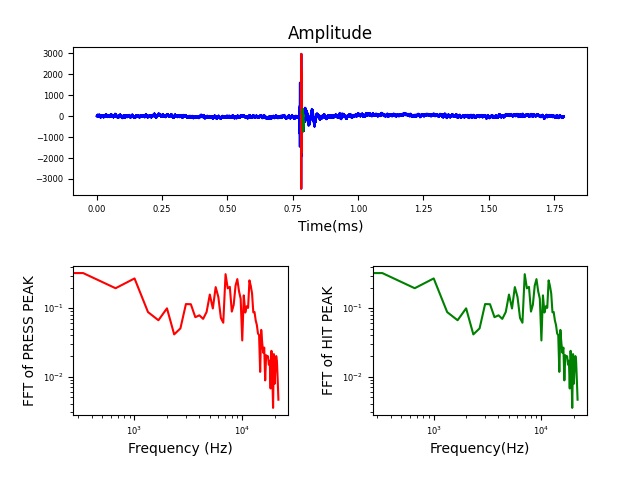 Amplitude
3000
2000
1000
0
−1000
−2000
−3000
0.00 0.25 0.50 0.75 1.00 1.25 1.50 1.75
Time(ms)
FFT of PRESS PEAK
10⁻¹
10⁻²
10³ 10⁴
Frequency (Hz)
FFT of HIT PEAK
10⁻¹
10⁻²
10³ 10⁴
Frequency(Hz)